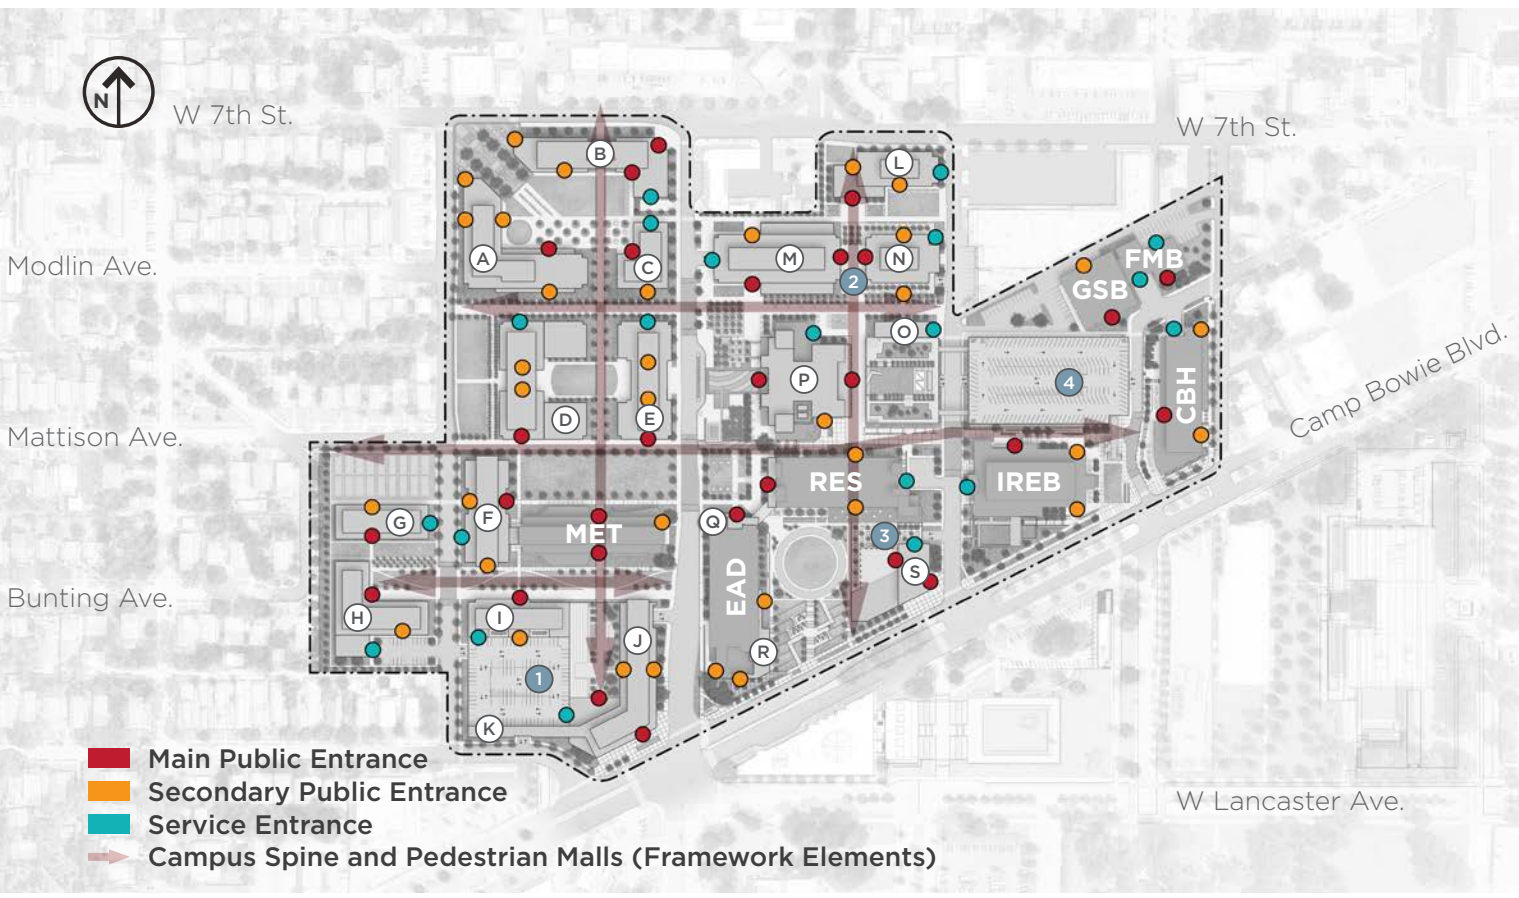 N
W 7th St.
W 7th St.
B
L
A
C
M
N
FMB
GSB
Modlin Ave.
2
O
D
E
P
4
CBH
Camp Bowie Blvd.
Mattison Ave.
RES
IREB
G
F
MET
Q
3
S
EAD
Bunting Ave.
H
I
J
R
1
K
Main Public Entrance
Secondary Public Entrance
Service Entrance
Campus Spine and Pedestrian Malls (Framework Elements)
W Lancaster Ave.